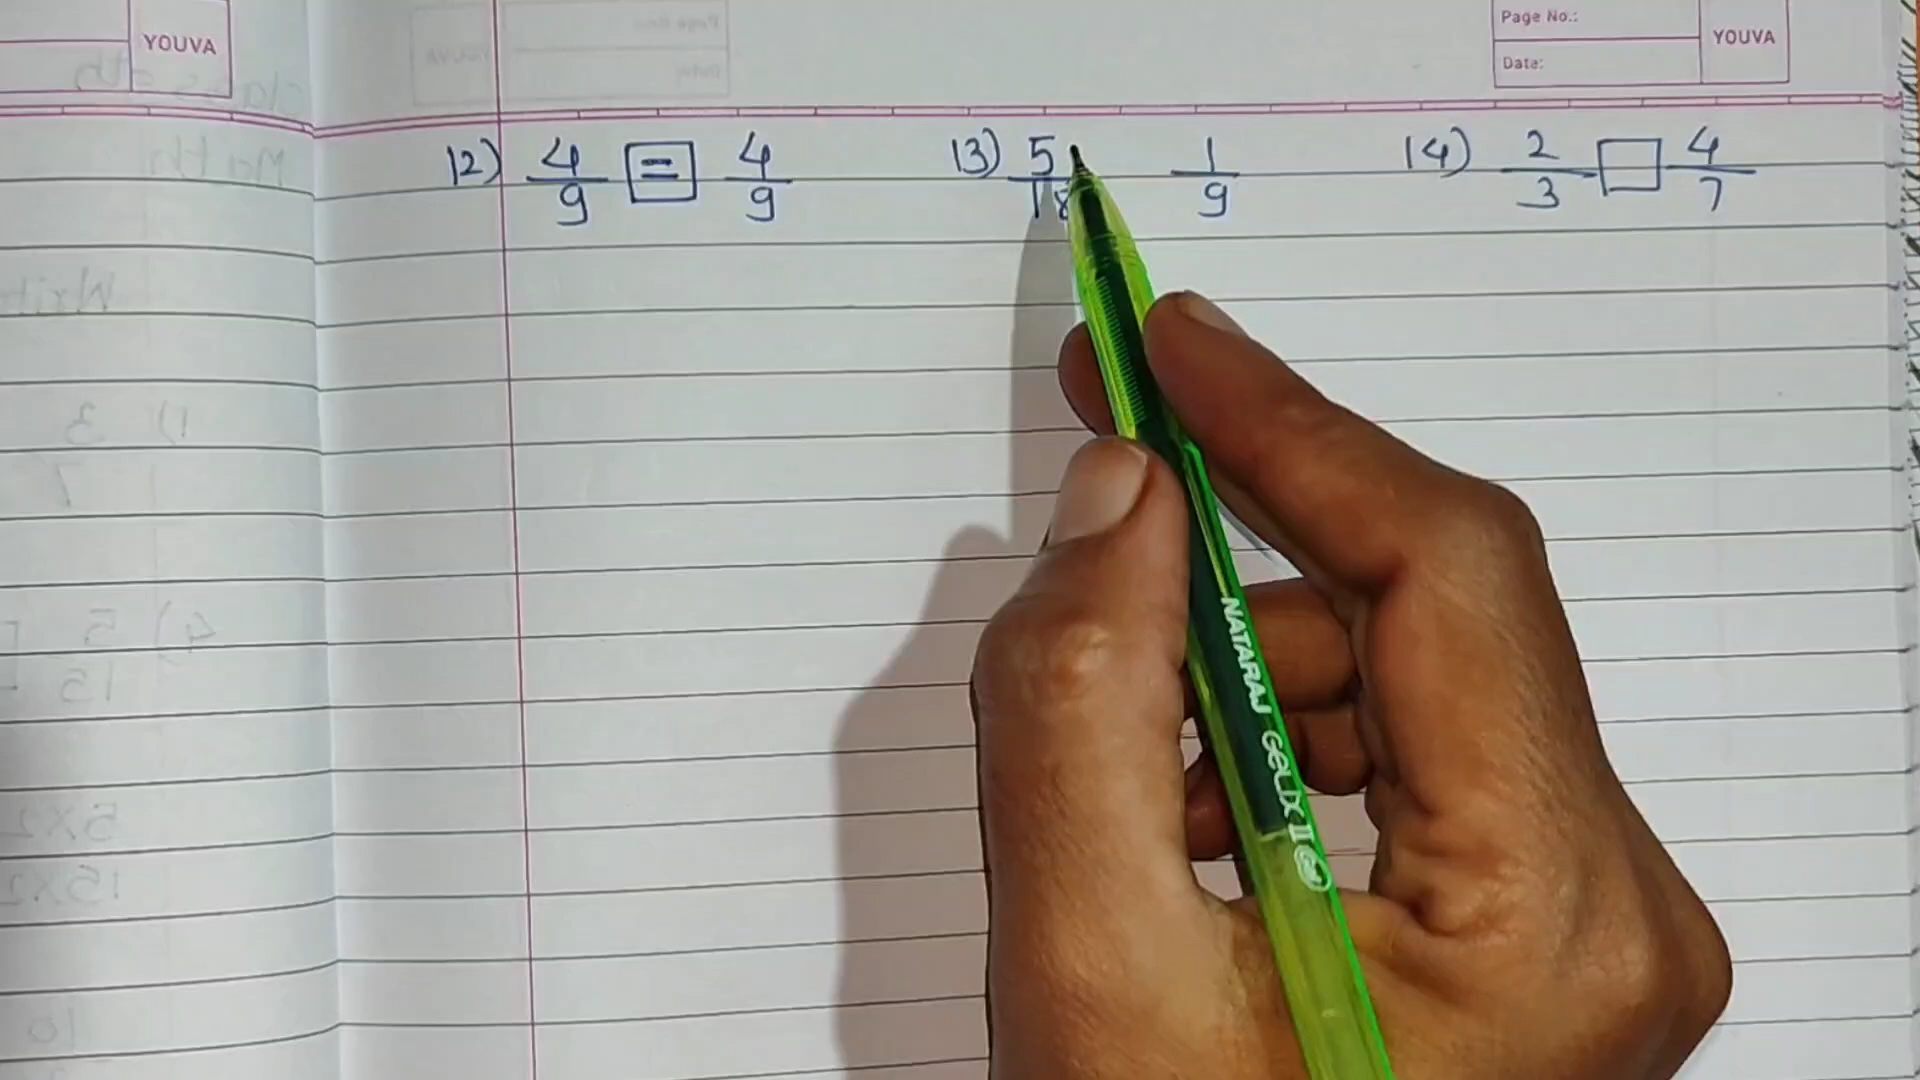 YOUVA
Page No.:
Date:
YOUVA
12) 4/9 = 4/9 13) 5/18 1/9 14) 2/3 □ 4/7
NATARAJ GELIX II